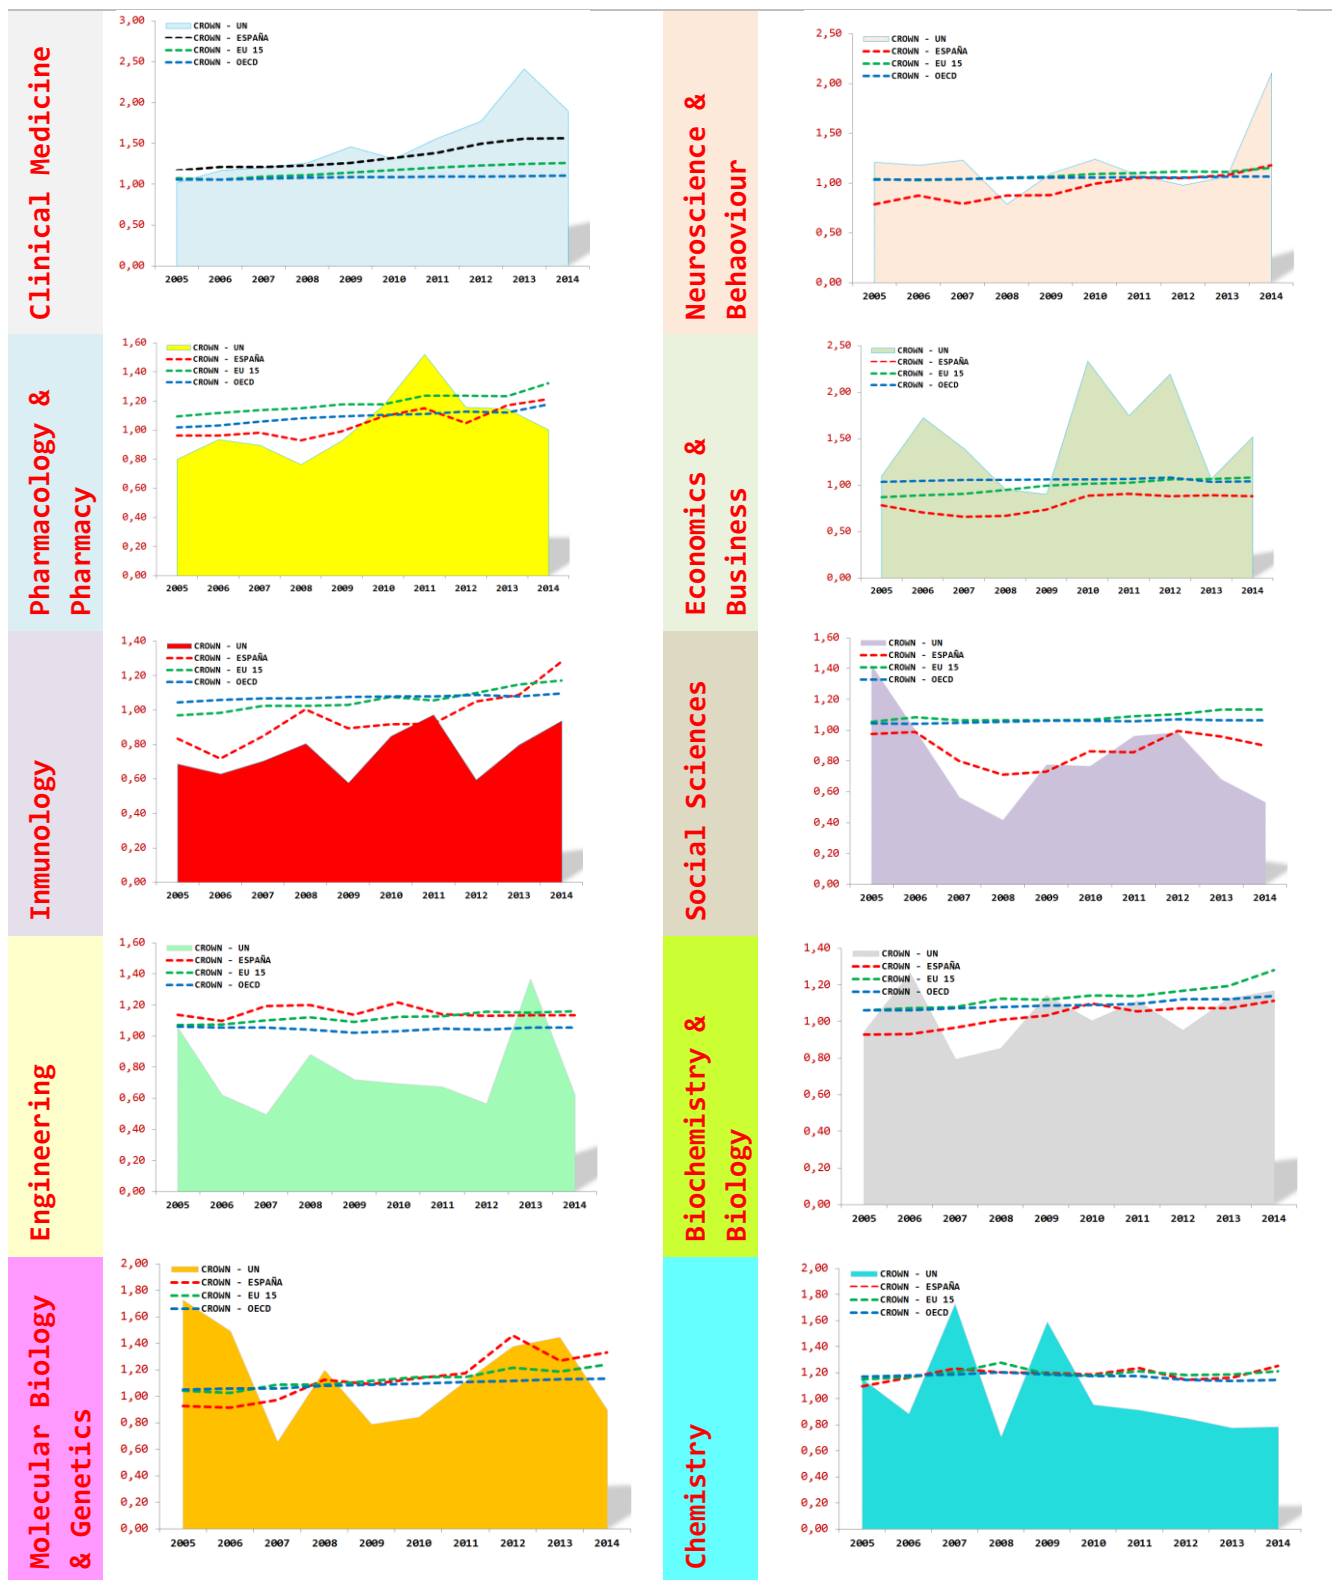 Clinical Medicine
3,00
2,50
2,00
1,50
1,00
0,50
0,00
CROWN - UN
CROWN - ESPAÑA
CROWN - EU 15
CROWN - OECD
2005 2006 2007 2008 2009 2010 2011 2012 2013 2014
Neuroscience &
Behaoviour
2,50
2,00
1,50
1,00
0,50
0,00
CROWN - UN
CROWN - ESPAÑA
CROWN - EU 15
CROWN - OECD
2005 2006 2007 2008 2009 2010 2011 2012 2013 2014
Pharmacology &
Pharmacy
1,60
1,40
1,20
1,00
0,80
0,60
0,40
0,20
0,00
CROWN - UN
CROWN - ESPAÑA
CROWN - EU 15
CROWN - OECD
2005 2006 2007 2008 2009 2010 2011 2012 2013 2014
Economics &
Business
2,50
2,00
1,50
1,00
0,50
0,00
CROWN - UN
CROWN - ESPAÑA
CROWN - EU 15
CROWN - OECD
2005 2006 2007 2008 2009 2010 2011 2012 2013 2014
Inmunology
1,40
1,20
1,00
0,80
0,60
0,40
0,20
0,00
CROWN - UN
CROWN - ESPAÑA
CROWN - EU 15
CROWN - OECD
2005 2006 2007 2008 2009 2010 2011 2012 2013 2014
Social Sciences
1,60
1,40
1,20
1,00
0,80
0,60
0,40
0,20
0,00
CROWN - UN
CROWN - ESPAÑA
CROWN - EU 15
CROWN - OECD
2005 2006 2007 2008 2009 2010 2011 2012 2013 2014
Engineering
1,60
1,40
1,20
1,00
0,80
0,60
0,40
0,20
0,00
CROWN - UN
CROWN - ESPAÑA
CROWN - EU 15
CROWN - OECD
2005 2006 2007 2008 2009 2010 2011 2012 2013 2014
Biochemistry &
Biology
1,40
1,20
1,00
0,80
0,60
0,40
0,20
0,00
CROWN - UN
CROWN - ESPAÑA
CROWN - EU 15
CROWN - OECD
2005 2006 2007 2008 2009 2010 2011 2012 2013 2014
Molecular Biology
& Genetics
2,00
1,80
1,60
1,40
1,20
1,00
0,80
0,60
0,40
0,20
0,00
CROWN - UN
CROWN - ESPAÑA
CROWN - EU 15
CROWN - OECD
2005 2006 2007 2008 2009 2010 2011 2012 2013 2014
Chemistry
2,00
1,80
1,60
1,40
1,20
1,00
0,80
0,60
0,40
0,20
0,00
CROWN - UN
CROWN - ESPAÑA
CROWN - EU 15
CROWN - OECD
2005 2006 2007 2008 2009 2010 2011 2012 2013 2014